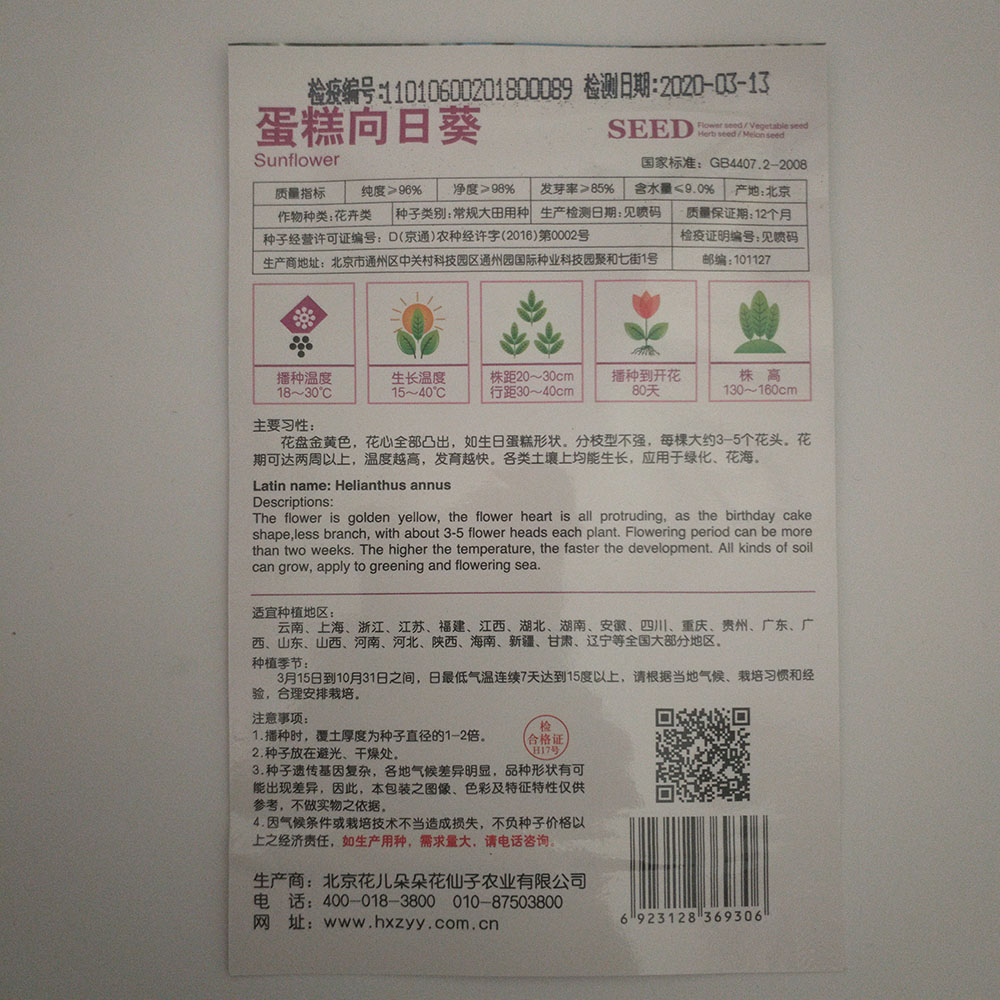 检疫编号:11010600201800089 检测日期:2020-03-13
蛋糕向日葵
Sunflower
SEED Flower seed / Vegetable seed
Herb seed / Melon seed
国家标准：GB4407.2-2008
质量指标 纯度≥96% 净度≥98% 发芽率≥85% 含水量≤9.0% 产地:北京
作物种类:花卉类 种子类别:常规大田用种 生产检测日期:见喷码 质量保证期:12个月
种子经营许可证编号：D(京通)农种经许字(2016)第0002号 检疫证明编号:见喷码
生产商地址：北京市通州区中关村科技园区通州园国际种业科技园聚和七街1号 邮编:101127
播种温度
18～30℃
生长温度
15～40℃
株距20～30cm
行距30～40cm
播种到开花
80天
株 高
130～160cm
主要习性：
花盘金黄色，花心全部凸出，如生日蛋糕形状。分枝型不强，每棵大约3-5个花头。花
期可达两周以上，温度越高，发育越快。各类土壤上均能生长，应用于绿化、花海。
Latin name: Helianthus annus
Descriptions:
The flower is golden yellow, the flower heart is all protruding, as the birthday cake
shape,less branch, with about 3-5 flower heads each plant. Flowering period can be more
than two weeks. The higher the temperature, the faster the development. All kinds of soil
can grow, apply to greening and flowering sea.
适宜种植地区：
云南、上海、浙江、江苏、福建、江西、湖北、湖南、安徽、四川、重庆、贵州、广东、广
西、山东、山西、河南、河北、陕西、海南、新疆、甘肃、辽宁等全国大部分地区。
种植季节：
3月15日到10月31日之间，日最低气温连续7天达到15度以上，请根据当地气候、栽培习惯和经
验，合理安排栽培。
注意事项：
1.播种时，覆土厚度为种子直径的1-2倍。
2.种子放在避光、干燥处。
3.种子遗传基因复杂，各地气候差异明显，品种形状有可
能出现差异，因此，本包装之图像、色彩及特征特性仅供
参考，不做实物之依据。
4.因气候条件或栽培技术不当造成损失，不负种子价格以
上之经济责任，如生产用种，需求量大，请电话咨询。
检
合格证
H17号
生产商：北京花儿朵朵花仙子农业有限公司
电 话：400-018-3800 010-87503800
网 址：www.hxzyy.com.cn
6 923128 369306